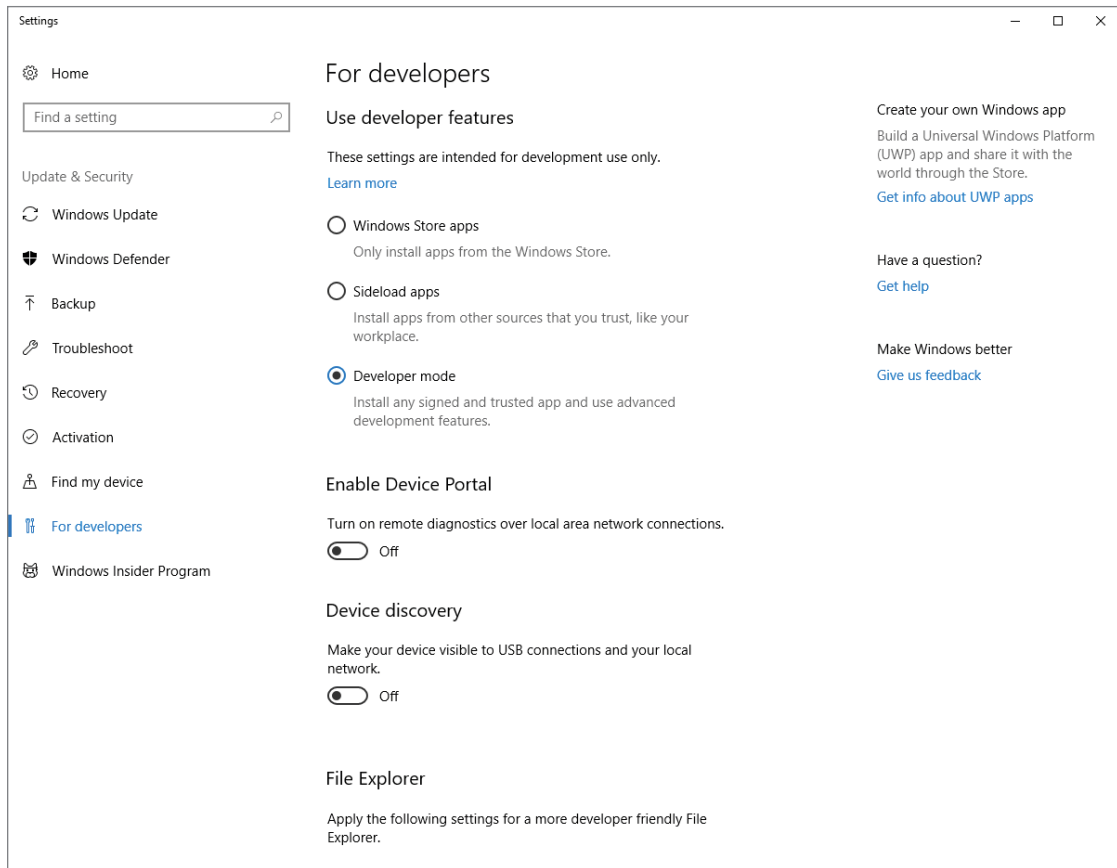 Settings
Home
Find a setting
Update & Security
Windows Update
Windows Defender
Backup
Troubleshoot
Recovery
Activation
Find my device
For developers
Windows Insider Program
For developers
Use developer features
These settings are intended for development use only.
Learn more
Windows Store apps
Only install apps from the Windows Store.
Sideload apps
Install apps from other sources that you trust, like your
workplace.
Developer mode
Install any signed and trusted app and use advanced
development features.
Enable Device Portal
Turn on remote diagnostics over local area network connections.
Off
Device discovery
Make your device visible to USB connections and your local
network.
Off
File Explorer
Apply the following settings for a more developer friendly File
Explorer.
Create your own Windows app
Build a Universal Windows Platform
(UWP) app and share it with the
world through the Store.
Get info about UWP apps
Have a question?
Get help
Make Windows better
Give us feedback